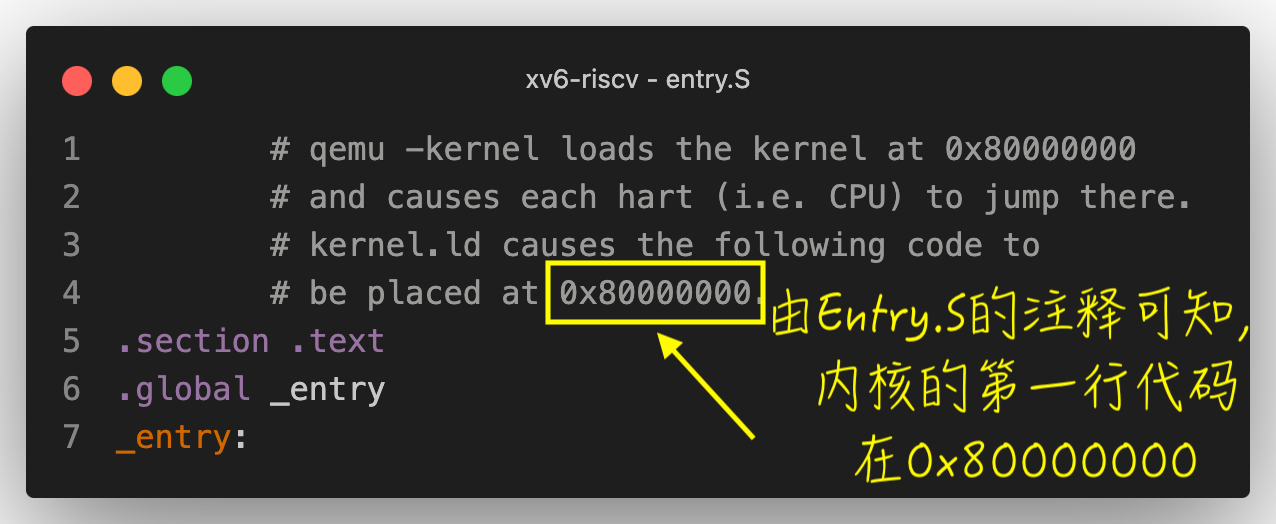 xv6-riscv - entry.S
1 # qemu -kernel loads the kernel at 0x80000000
2 # and causes each hart (i.e. CPU) to jump there.
3 # kernel.ld causes the following code to
4 # be placed at 0x80000000.
5 .section .text
6 .global _entry
7 _entry:
由Entry.S的注释可知,
内核的第一行代码
在0x80000000